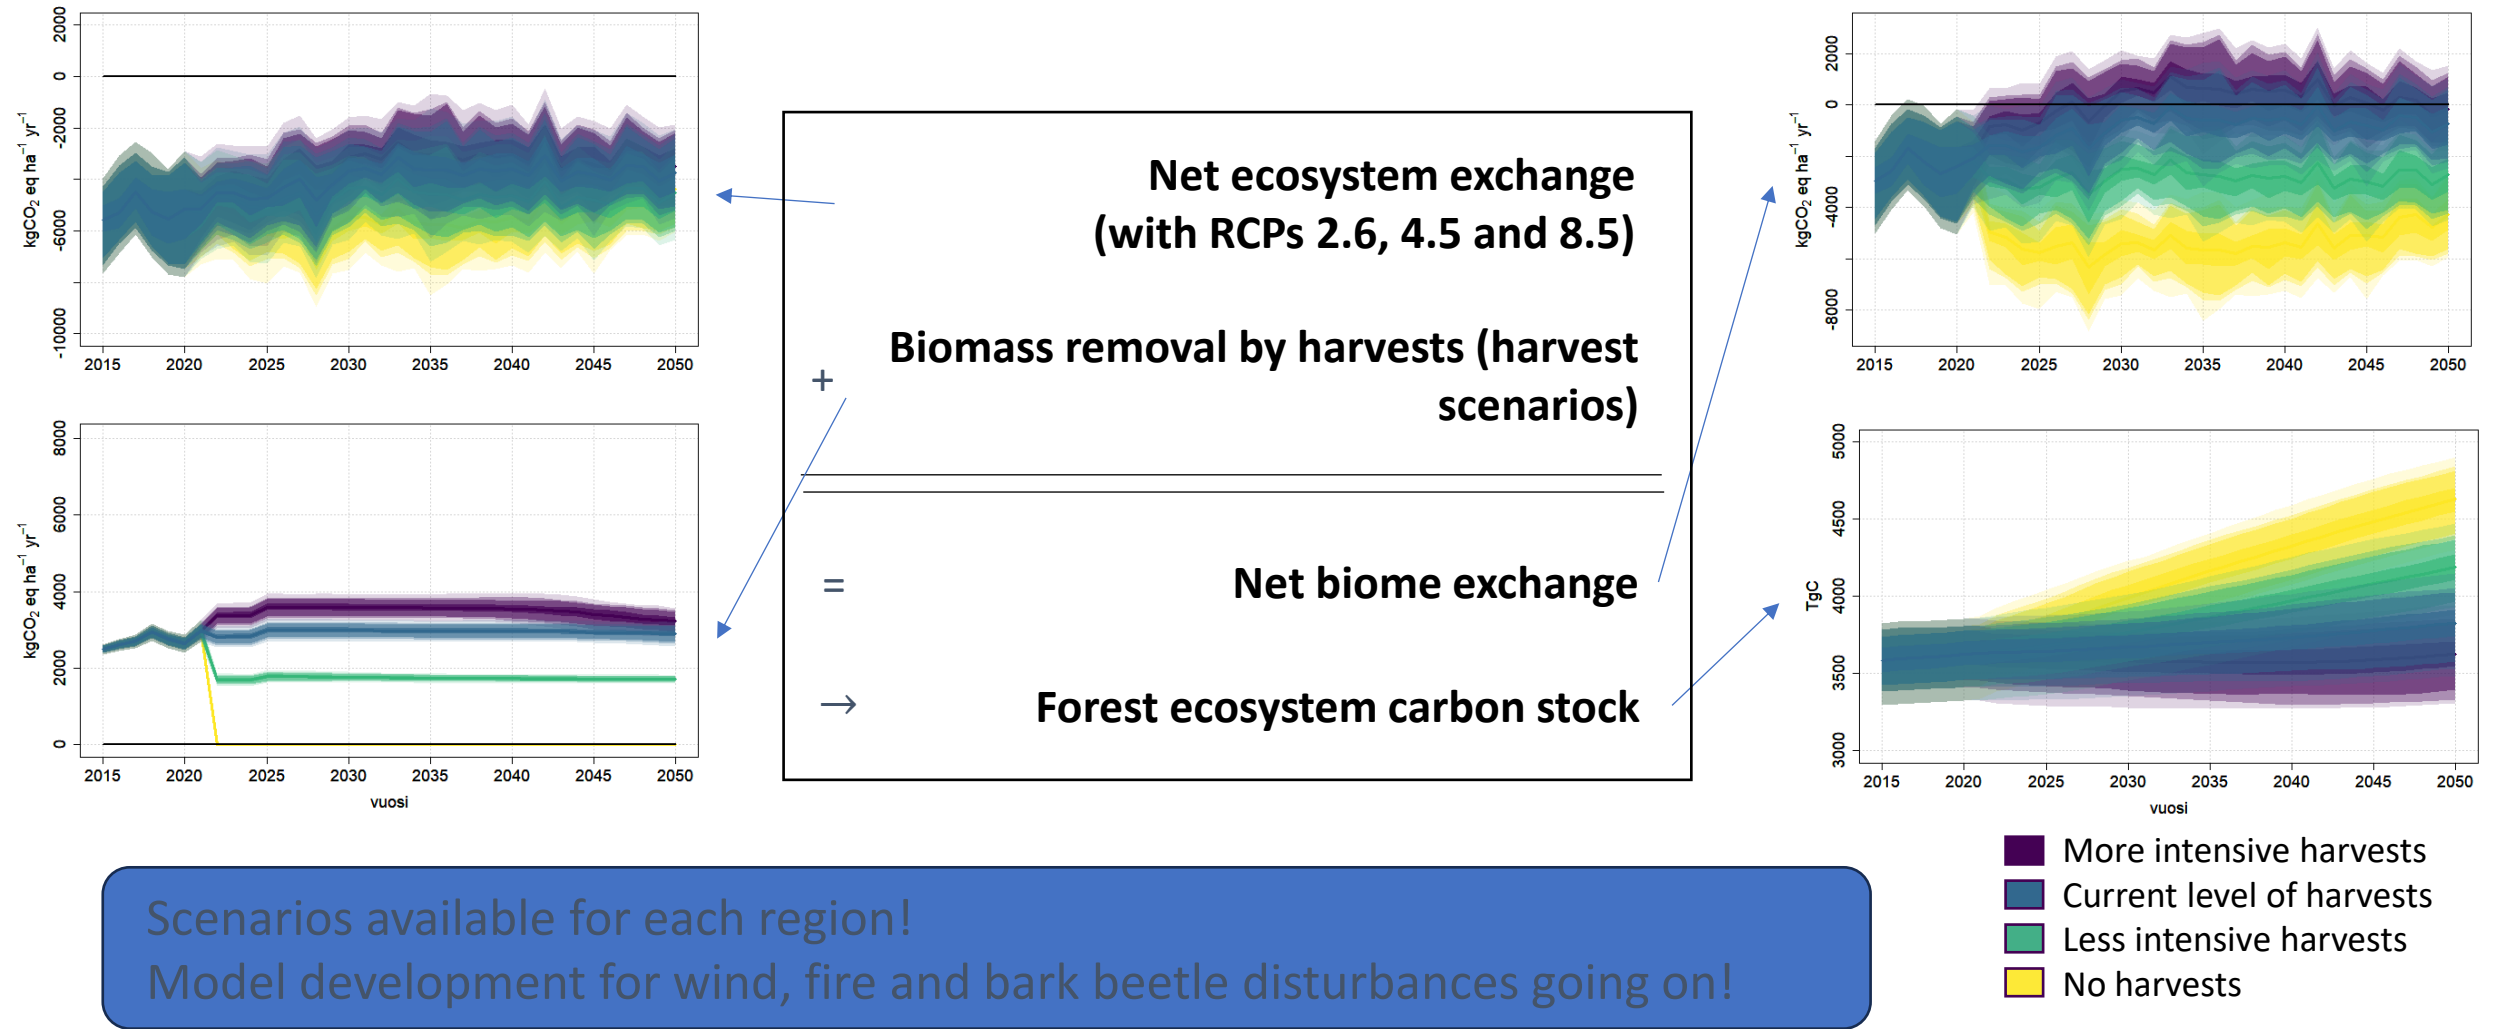 2000
0
-2000
-6000
-10000
kgCO2 eq ha−1 yr−1
2015 2020 2025 2030 2035 2040 2045 2050
8000
6000
4000
2000
0
kgCO2 eq ha−1 yr−1
2015 2020 2025 2030 2035 2040 2045 2050
vuosi
Net ecosystem exchange
(with RCPs 2.6, 4.5 and 8.5)
+
Biomass removal by harvests (harvest
scenarios)
= Net biome exchange
→ Forest ecosystem carbon stock
2000
0
-4000
-8000
kgCO2 eq ha−1 yr−1
2015 2020 2025 2030 2035 2040 2045 2050
5000
4500
4000
3500
3000
TgC
2015 2020 2025 2030 2035 2040 2045 2050
vuosi
More intensive harvests
Current level of harvests
Less intensive harvests
No harvests
Scenarios available for each region!
Model development for wind, fire and bark beetle disturbances going on!